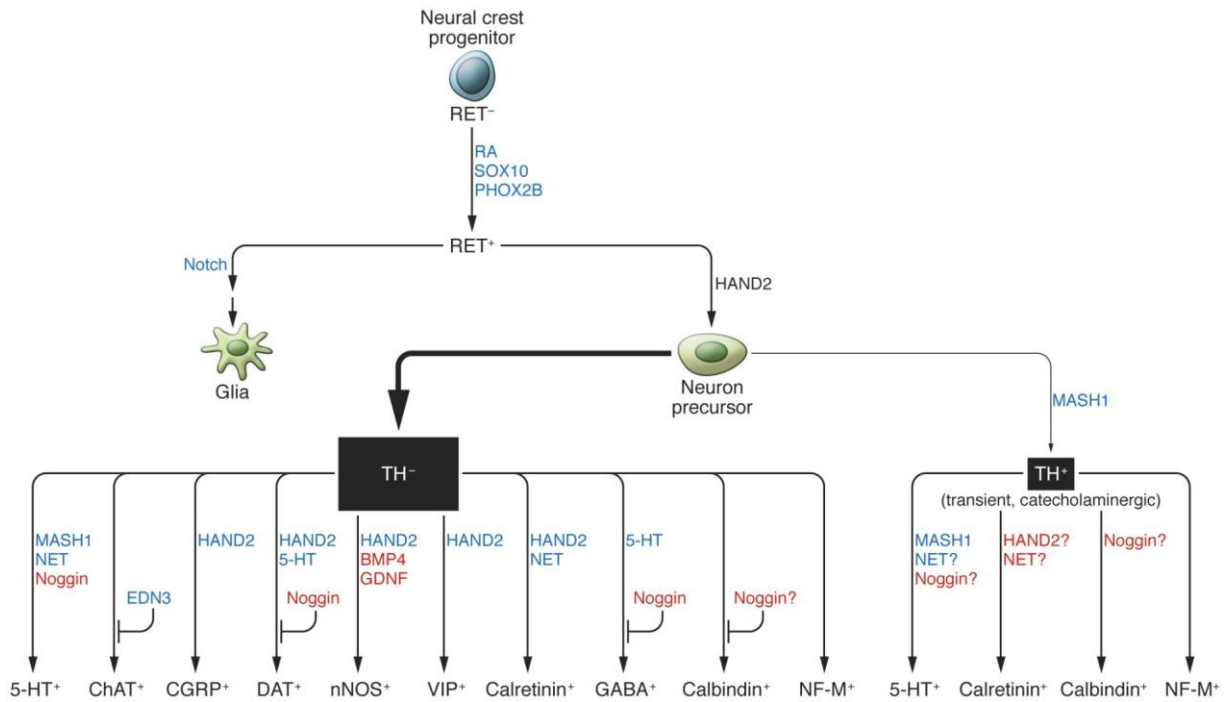 Neural crest
progenitor
RET⁻
RA
SOX10
PHOX2B
RET⁺
Notch
HAND2
Glia
Neuron
precursor
MASH1
TH⁻
TH⁺
(transient, catecholaminergic)
MASH1
NET
Noggin
EDN3
HAND2
HAND2
5-HT
Noggin
HAND2
BMP4
GDNF
HAND2
HAND2
NET
5-HT
Noggin
Noggin?
MASH1
NET?
Noggin?
HAND2?
NET?
Noggin?
5-HT⁺ ChAT⁺ CGRP⁺ DAT⁺ nNOS⁺ VIP⁺ Calretinin⁺ GABA⁺ Calbindin⁺ NF-M⁺ 5-HT⁺ Calretinin⁺ Calbindin⁺ NF-M⁺